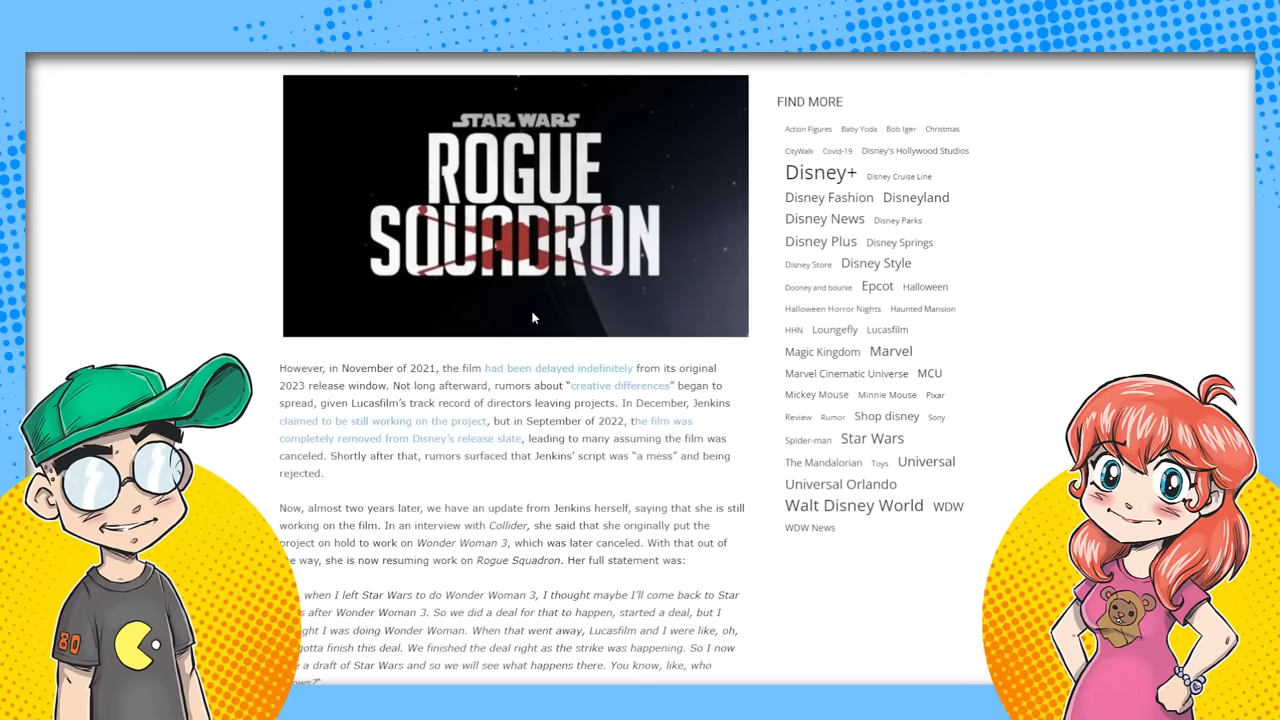 STAR WARS
ROGUE
SQUADRON
However, in November of 2021, the film had been delayed indefinitely from its original
2023 release window. Not long afterward, rumors about “creative differences” began to
spread, given Lucasfilm’s track record of directors leaving projects. In December, Jenkins
claimed to be still working on the project, but in September of 2022, the film was
completely removed from Disney’s release slate, leading to many assuming the film was
canceled. Shortly after that, rumors surfaced that Jenkins’ script was “a mess” and being
rejected.
Now, almost two years later, we have an update from Jenkins herself, saying that she is still
working on the film. In an interview with Collider, she said that she originally put the
project on hold to work on Wonder Woman 3, which was later canceled. With that out of
way, she is now resuming work on Rogue Squadron. Her full statement was:
when I left Star Wars to do Wonder Woman 3, I thought maybe I’ll come back to Star
after Wonder Woman 3. So we did a deal for that to happen, started a deal, but I
I was doing Wonder Woman. When that went away, Lucasfilm and I were like, oh,
gotta finish this deal. We finished the deal right as the strike was happening. So I now
a draft of Star Wars and so we will see what happens there. You know, like, who
FIND MORE
Action Figures Baby Yoda Bob Iger Christmas
CityWalk Covid-19 Disney's Hollywood Studios
Disney+ Disney Cruise Line
Disney Fashion Disneyland
Disney News Disney Parks
Disney Plus Disney Springs
Disney Store Disney Style
Dooney and bourke Epcot Halloween
Halloween Horror Nights Haunted Mansion
HHN Loungefly Lucasfilm
Magic Kingdom Marvel
Marvel Cinematic Universe MCU
Mickey Mouse Minnie Mouse Pixar
Review Rumor Shop disney Sony
Spider-man Star Wars
The Mandalorian Toys Universal
Universal Orlando
Walt Disney World WDW
WDW News
80